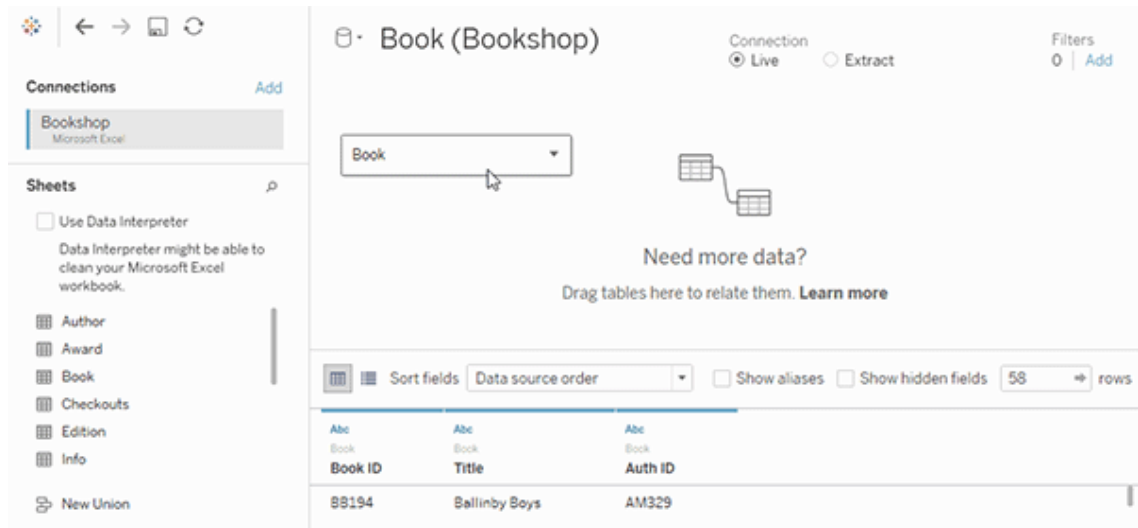 Book (Bookshop)
Connection
Live
Extract
Filters
0 | Add
Connections
Add
Bookshop
Microsoft Excel
Sheets
Use Data Interpreter
Data Interpreter might be able to
clean your Microsoft Excel
workbook.
Author
Award
Book
Checkouts
Edition
Info
New Union
Book
Need more data?
Drag tables here to relate them. Learn more
Sort fields
Data source order
Show aliases
Show hidden fields
58
rows
Abc
Book
Book ID
Abc
Book
Title
Abc
Book
Auth ID
BB194
Ballinby Boys
AM329